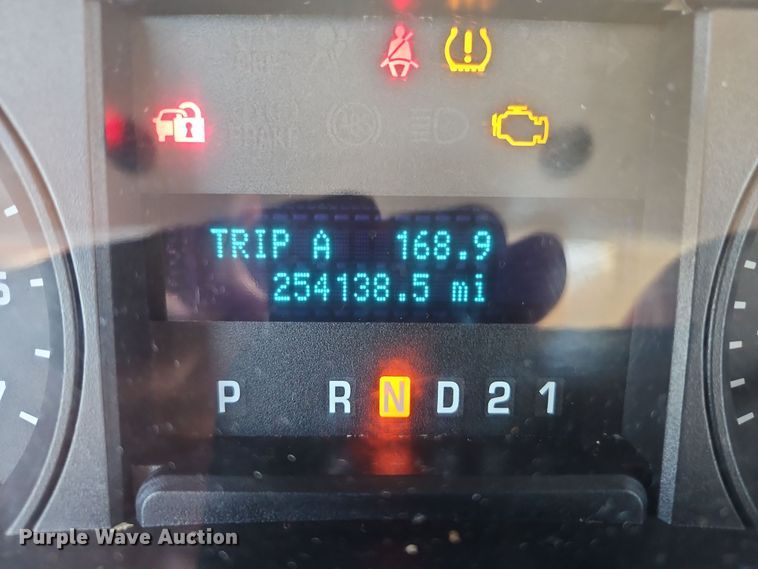 TRIP A 168.9
254138.5 mi
P R N D 2 1
Purple Wave Auction